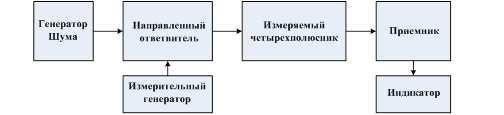 Генератор
Шума
Направленный
ответвитель
Измеряемый
четырехполюсник
Приемник
Измерительный
генератор
Индикатор